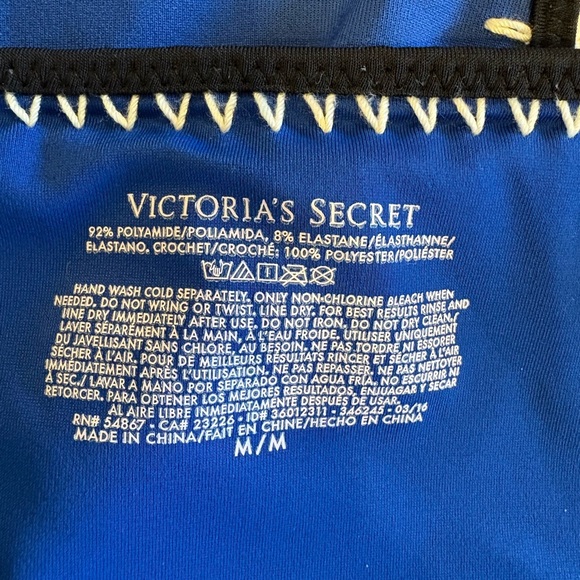 VICTORIA'S SECRET
92% POLYAMIDE/POLIAMIDA, 8% ELASTANE/ÉLASTHANNE/
ELASTANO. CROCHET/CROCHÉ: 100% POLYESTER/POLIÉSTER
HAND WASH COLD SEPARATELY. ONLY NON-CHLORINE BLEACH WHEN
NEEDED. DO NOT WRING OR TWIST. LINE DRY. FOR BEST RESULTS RINSE AND
LINE DRY IMMEDIATELY AFTER USE. DO NOT IRON. DO NOT DRY CLEAN./
LAVER SÉPARÉMENT À LA MAIN, À L'EAU FROIDE. UTILISER UNIQUEMENT
DU JAVELLISANT SANS CHLORE, AU BESOIN. NE PAS TORDRE NI ESSORER
SÉCHER À L'AIR. POUR DE MEILLEURS RÉSULTATS RINCER ET SÉCHER À L'AIR
IMMÉDIATEMENT APRÈS L'UTILISATION. NE PAS REPASSER. NE PAS NETTOYER
À SEC./ LAVAR A MANO POR SEPARADO CON AGUA FRÍA. NO ESCURRIR NI
RETORCER. PARA OBTENER LOS MEJORES RESULTADOS, ENJUAGAR Y SECAR
AL AIRE LIBRE INMEDIATAMENTE DESPUÉS DE USAR.
RN# 54867 • CA# 23226 • ID# 36012311 - 346245 - 03/16
MADE IN CHINA/FAIT EN CHINE/HECHO EN CHINA
M/M